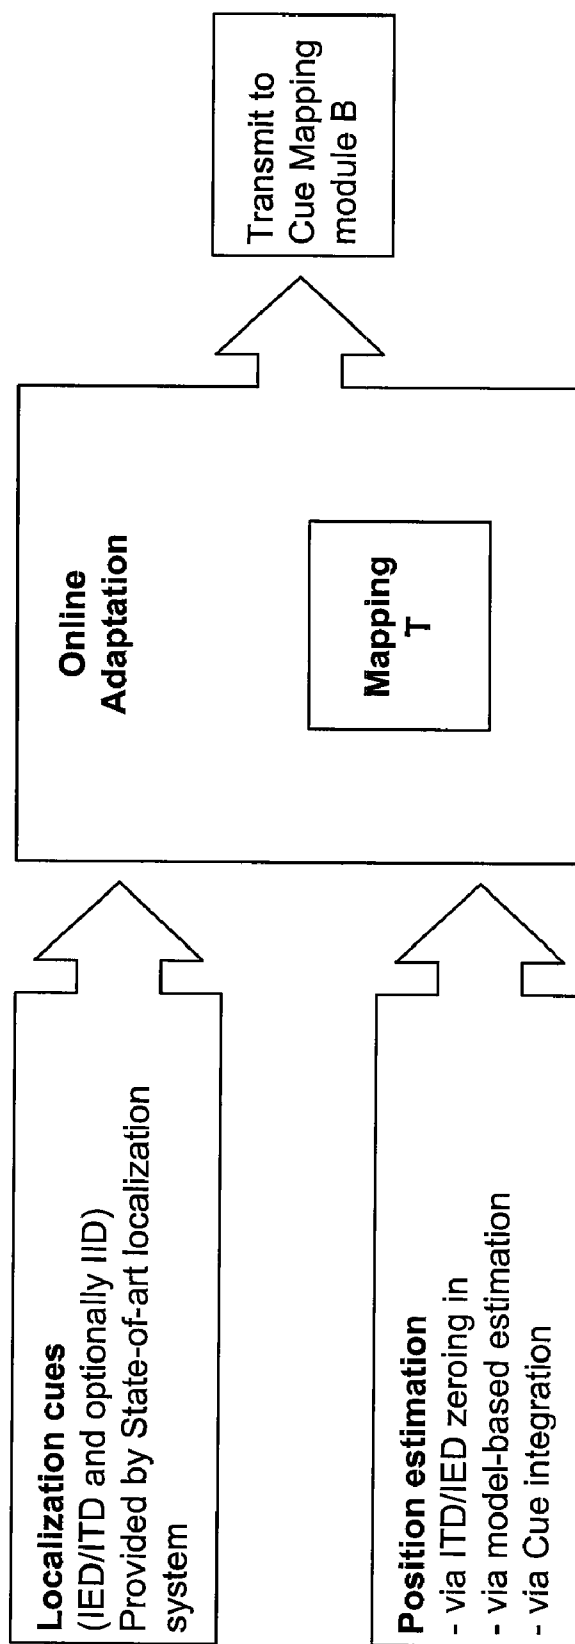 Localization cues
(IED/ITD and optionally IID)
Provided by State-of-art localization
system
Position estimation
- via ITD/IED zeroing in
- via model-based estimation
- via Cue integration
Online
Adaptation
Mapping
T
Transmit to
Cue Mapping
module B